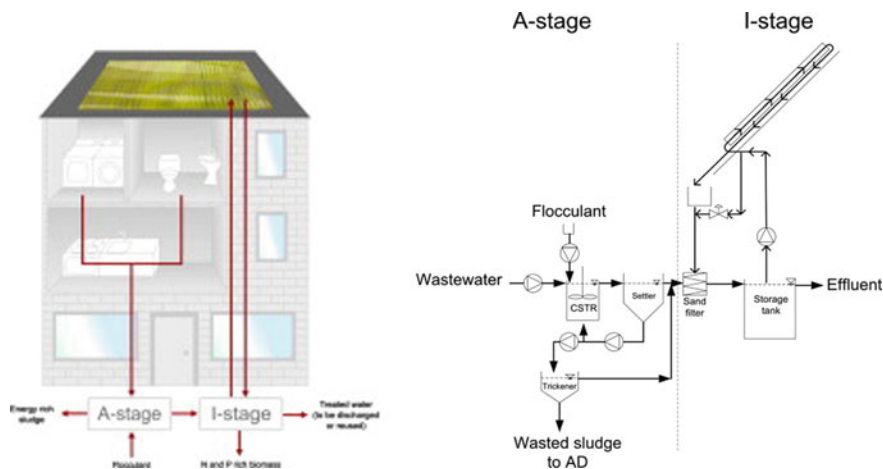 A-stage
I-stage
Flocculant
Wastewater
CSTR
Settler
Sand
filter
Storage
tank
Effluent
Trickener
Wasted sludge
to AD
Energy rich
sludge
A-stage
I-stage
Treated water
(to be discharged
or reused)
Flocculant
N and P rich biomass